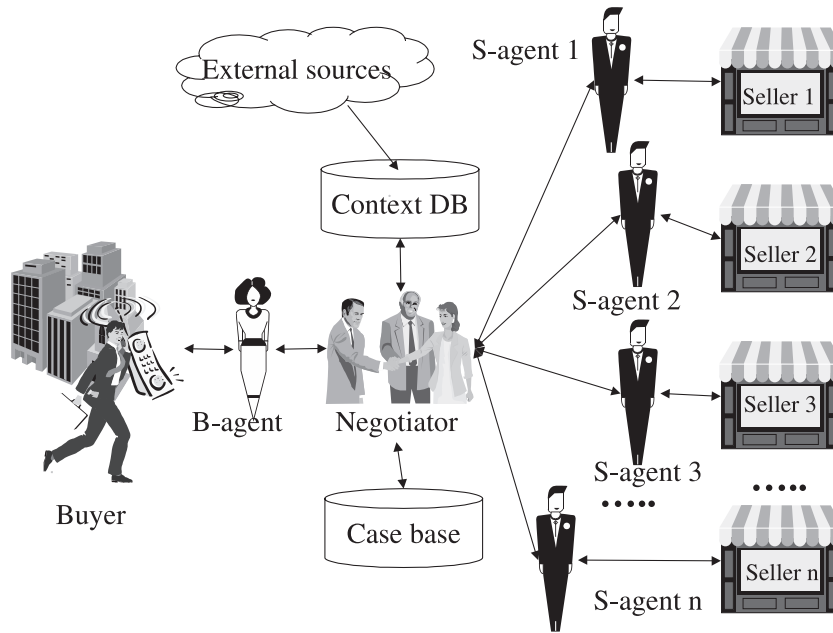 S-agent 1
External sources
Seller 1
Context DB
Seller 2
S-agent 2
Seller 3
B-agent
Negotiator
S-agent 3
.....
.....
Buyer
Case base
Seller n
S-agent n